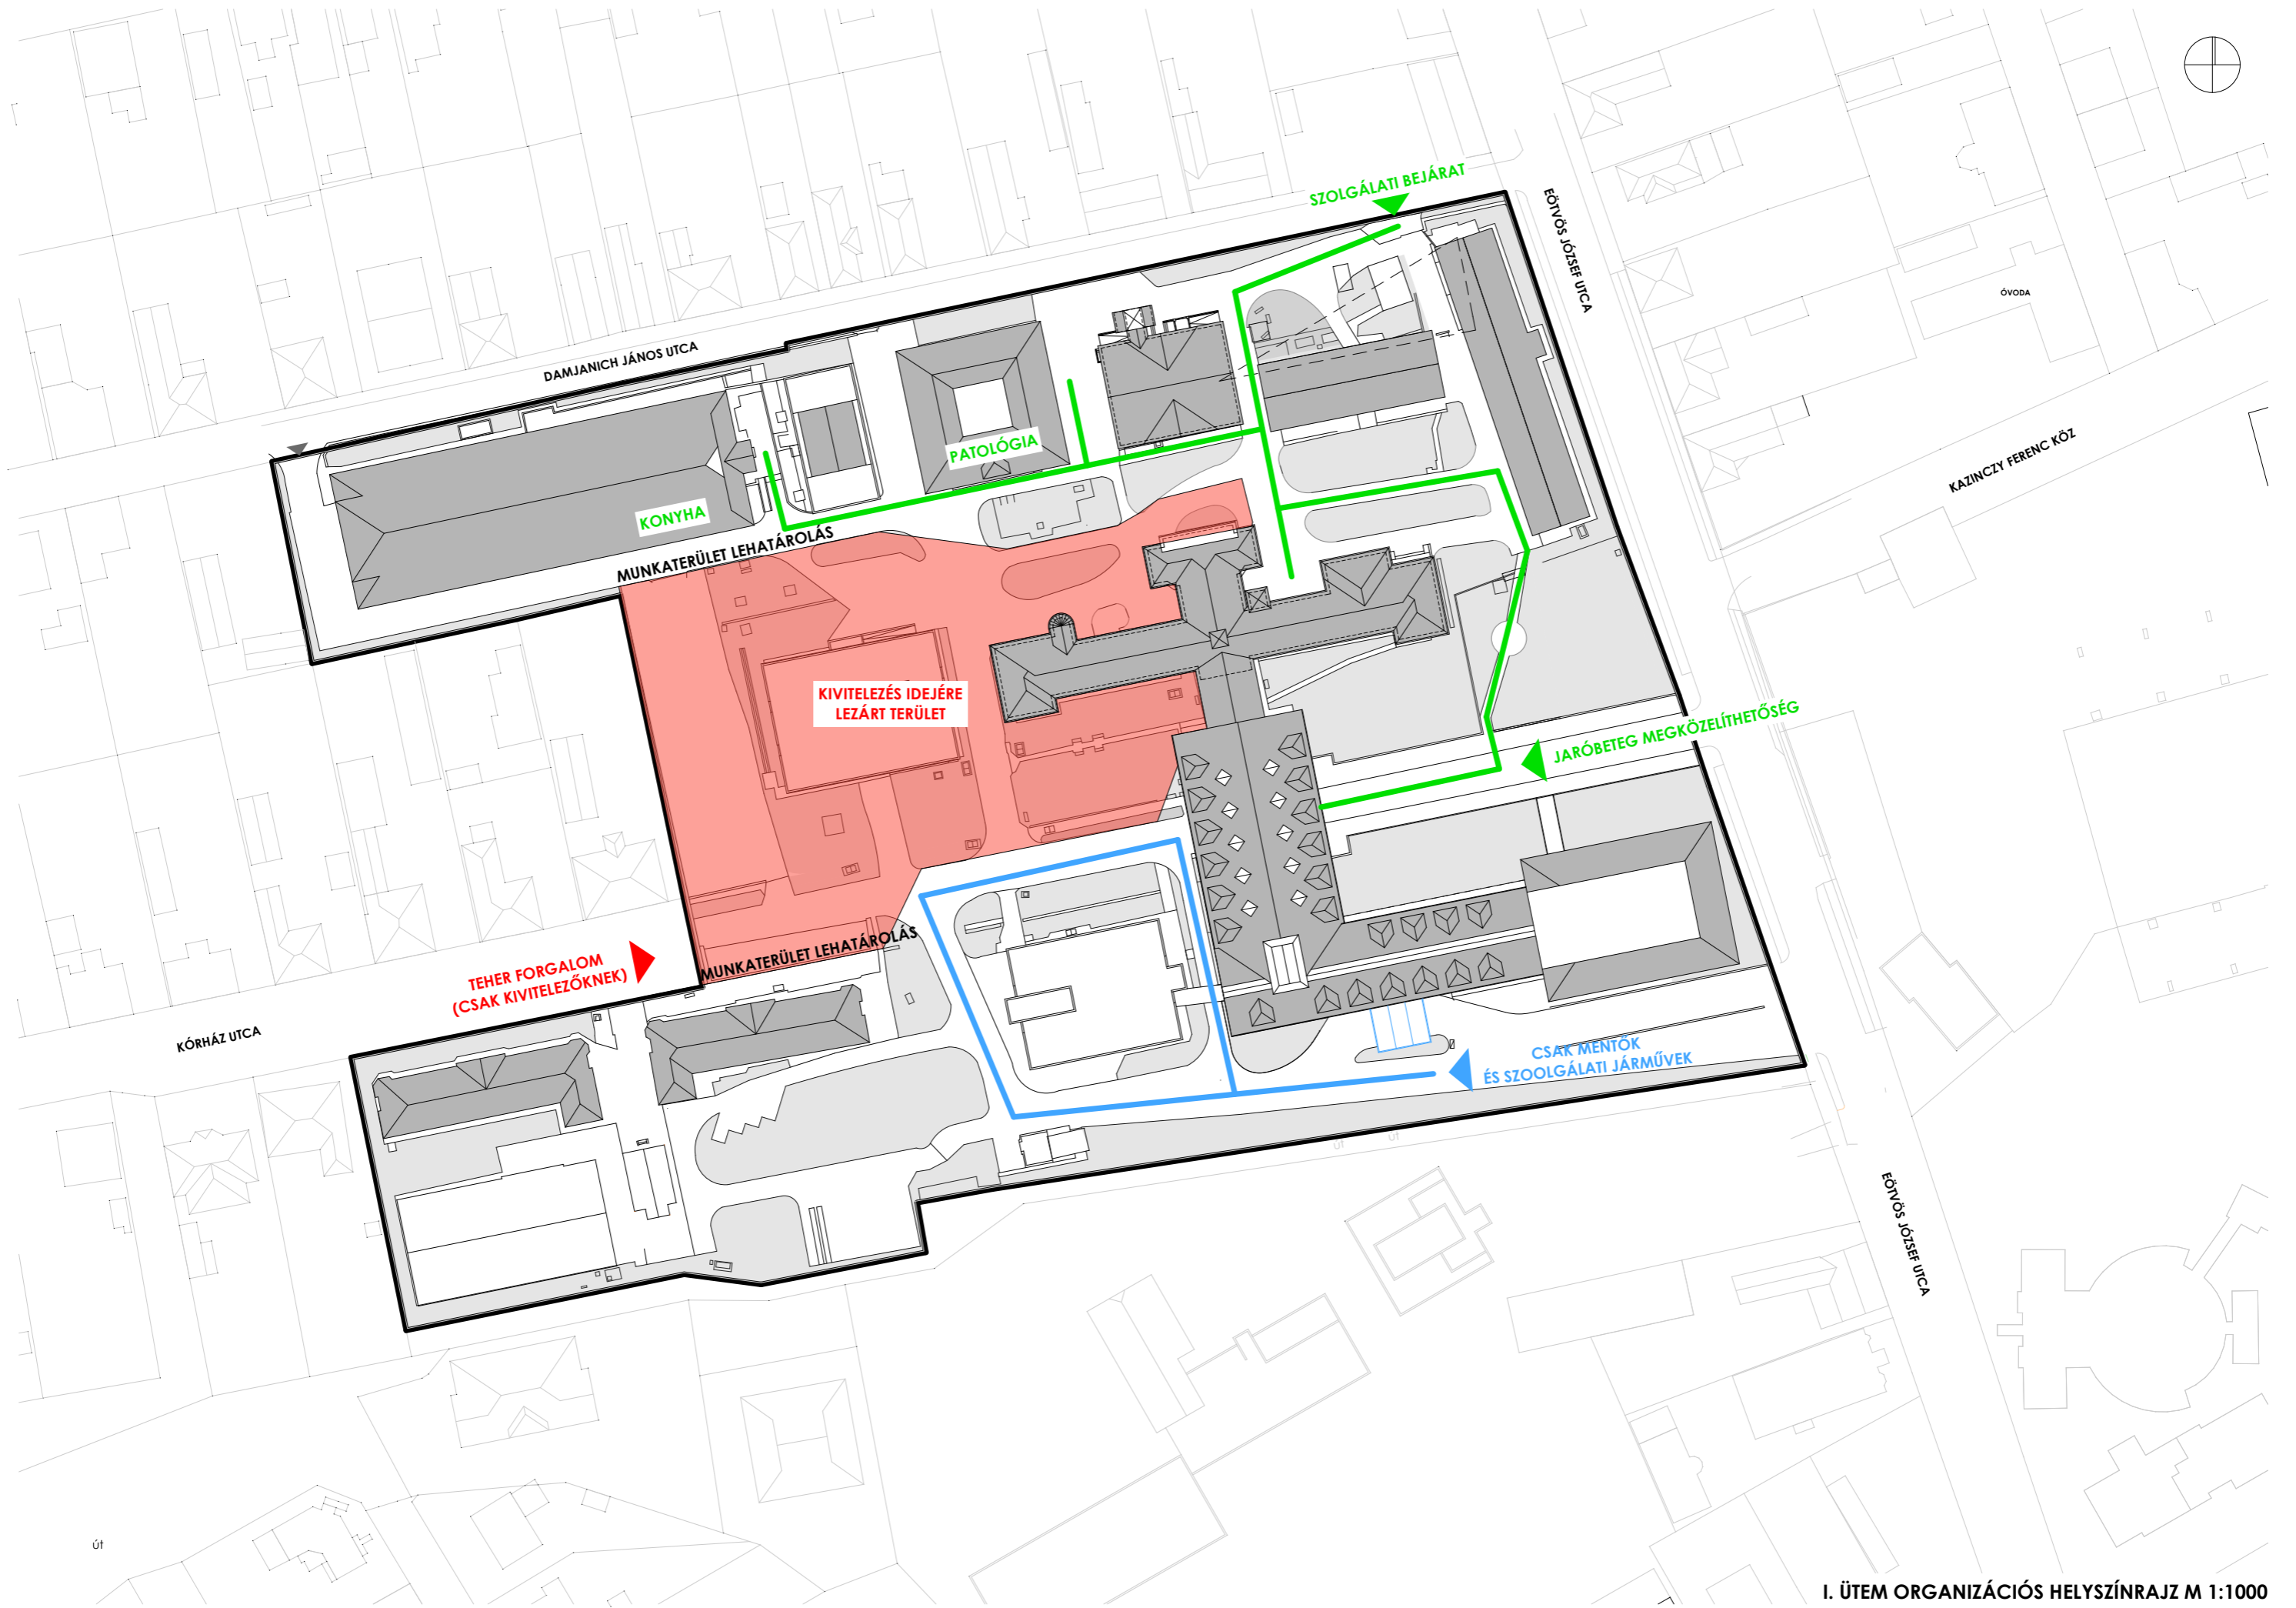 SZOLGÁLATI BEJÁRAT
EÖTVÖS JÓZSEF UTCA
ÓVODA
DAMJANICH JÁNOS UTCA
KAZINCZY FERENC KÖZ
PATOLÓGIA
KONYHA
MUNKATERÜLET LEHATÁROLÁS
KIVITELEZÉS IDEJÉRE
LEZÁRT TERÜLET
JARÓBETEG MEGKÖZELÍTHETŐSÉG
MUNKATERÜLET LEHATÁROLÁS
TEHER FORGALOM
(CSAK KIVITELEZŐKNEK)
KÓRHÁZ UTCA
CSAK MENTŐK
ÉS SZOOLGÁLATI JÁRMŰVEK
út
út
EÖTVÖS JÓZSEF UTCA
út
I. ÜTEM ORGANIZÁCIÓS HELYSZÍNRAJZ M 1:1000